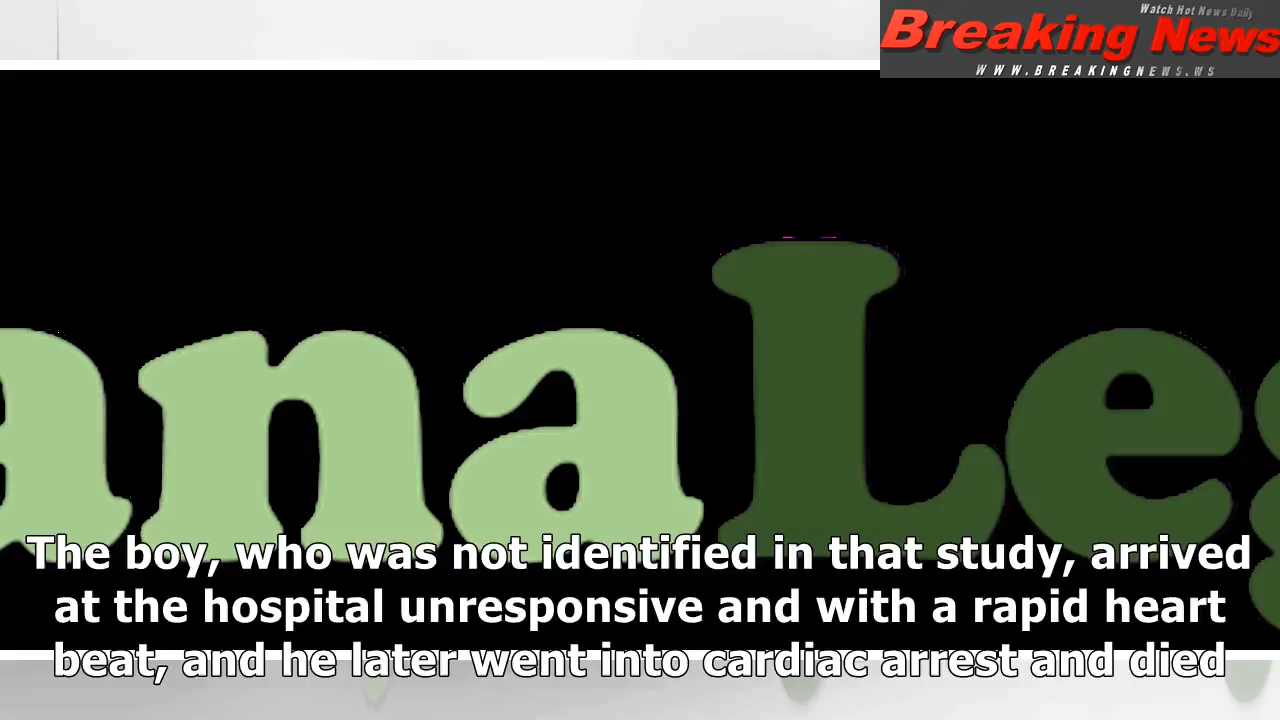 Watch Hot News Daily
Breaking News
WWW.BREAKINGNEWS.WS
anaLeg
The boy, who was not identified in that study, arrived
at the hospital unresponsive and with a rapid heart
beat, and he later went into cardiac arrest and died